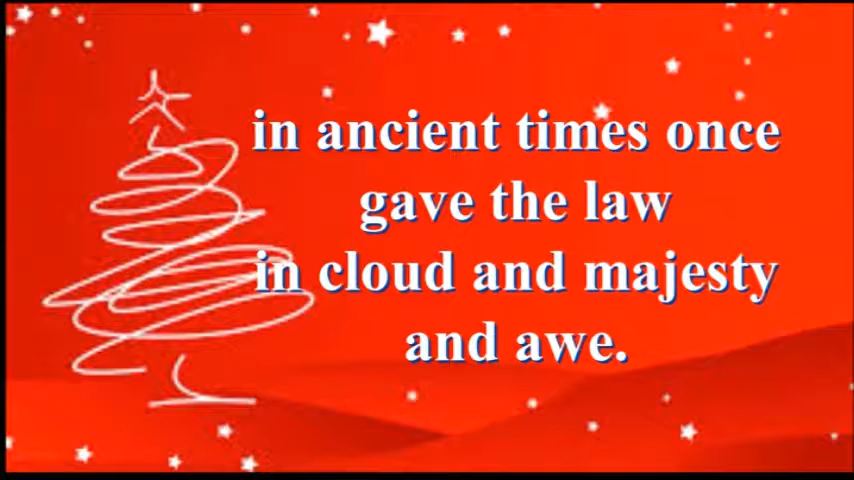 in ancient times once
gave the law
in cloud and majesty
and awe.